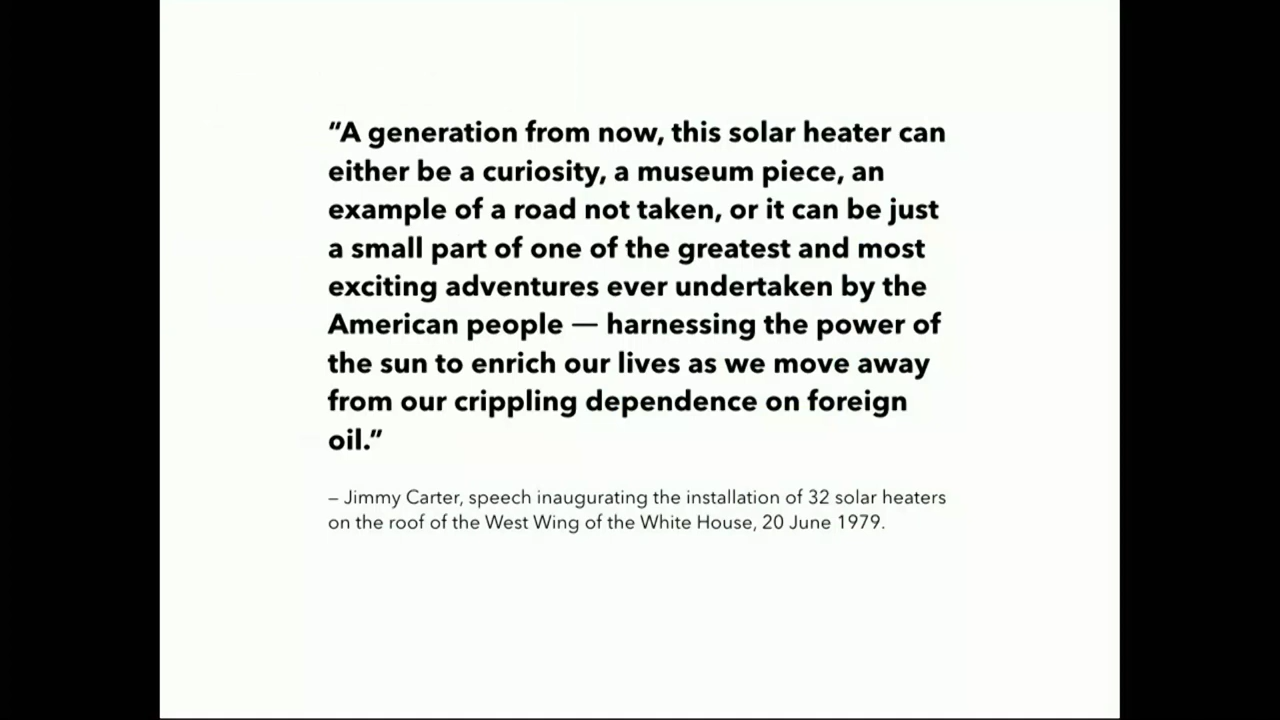 "A generation from now, this solar heater can
either be a curiosity, a museum piece, an
example of a road not taken, or it can be just
a small part of one of the greatest and most
exciting adventures ever undertaken by the
American people — harnessing the power of
the sun to enrich our lives as we move away
from our crippling dependence on foreign
oil."
– Jimmy Carter, speech inaugurating the installation of 32 solar heaters
on the roof of the West Wing of the White House, 20 June 1979.